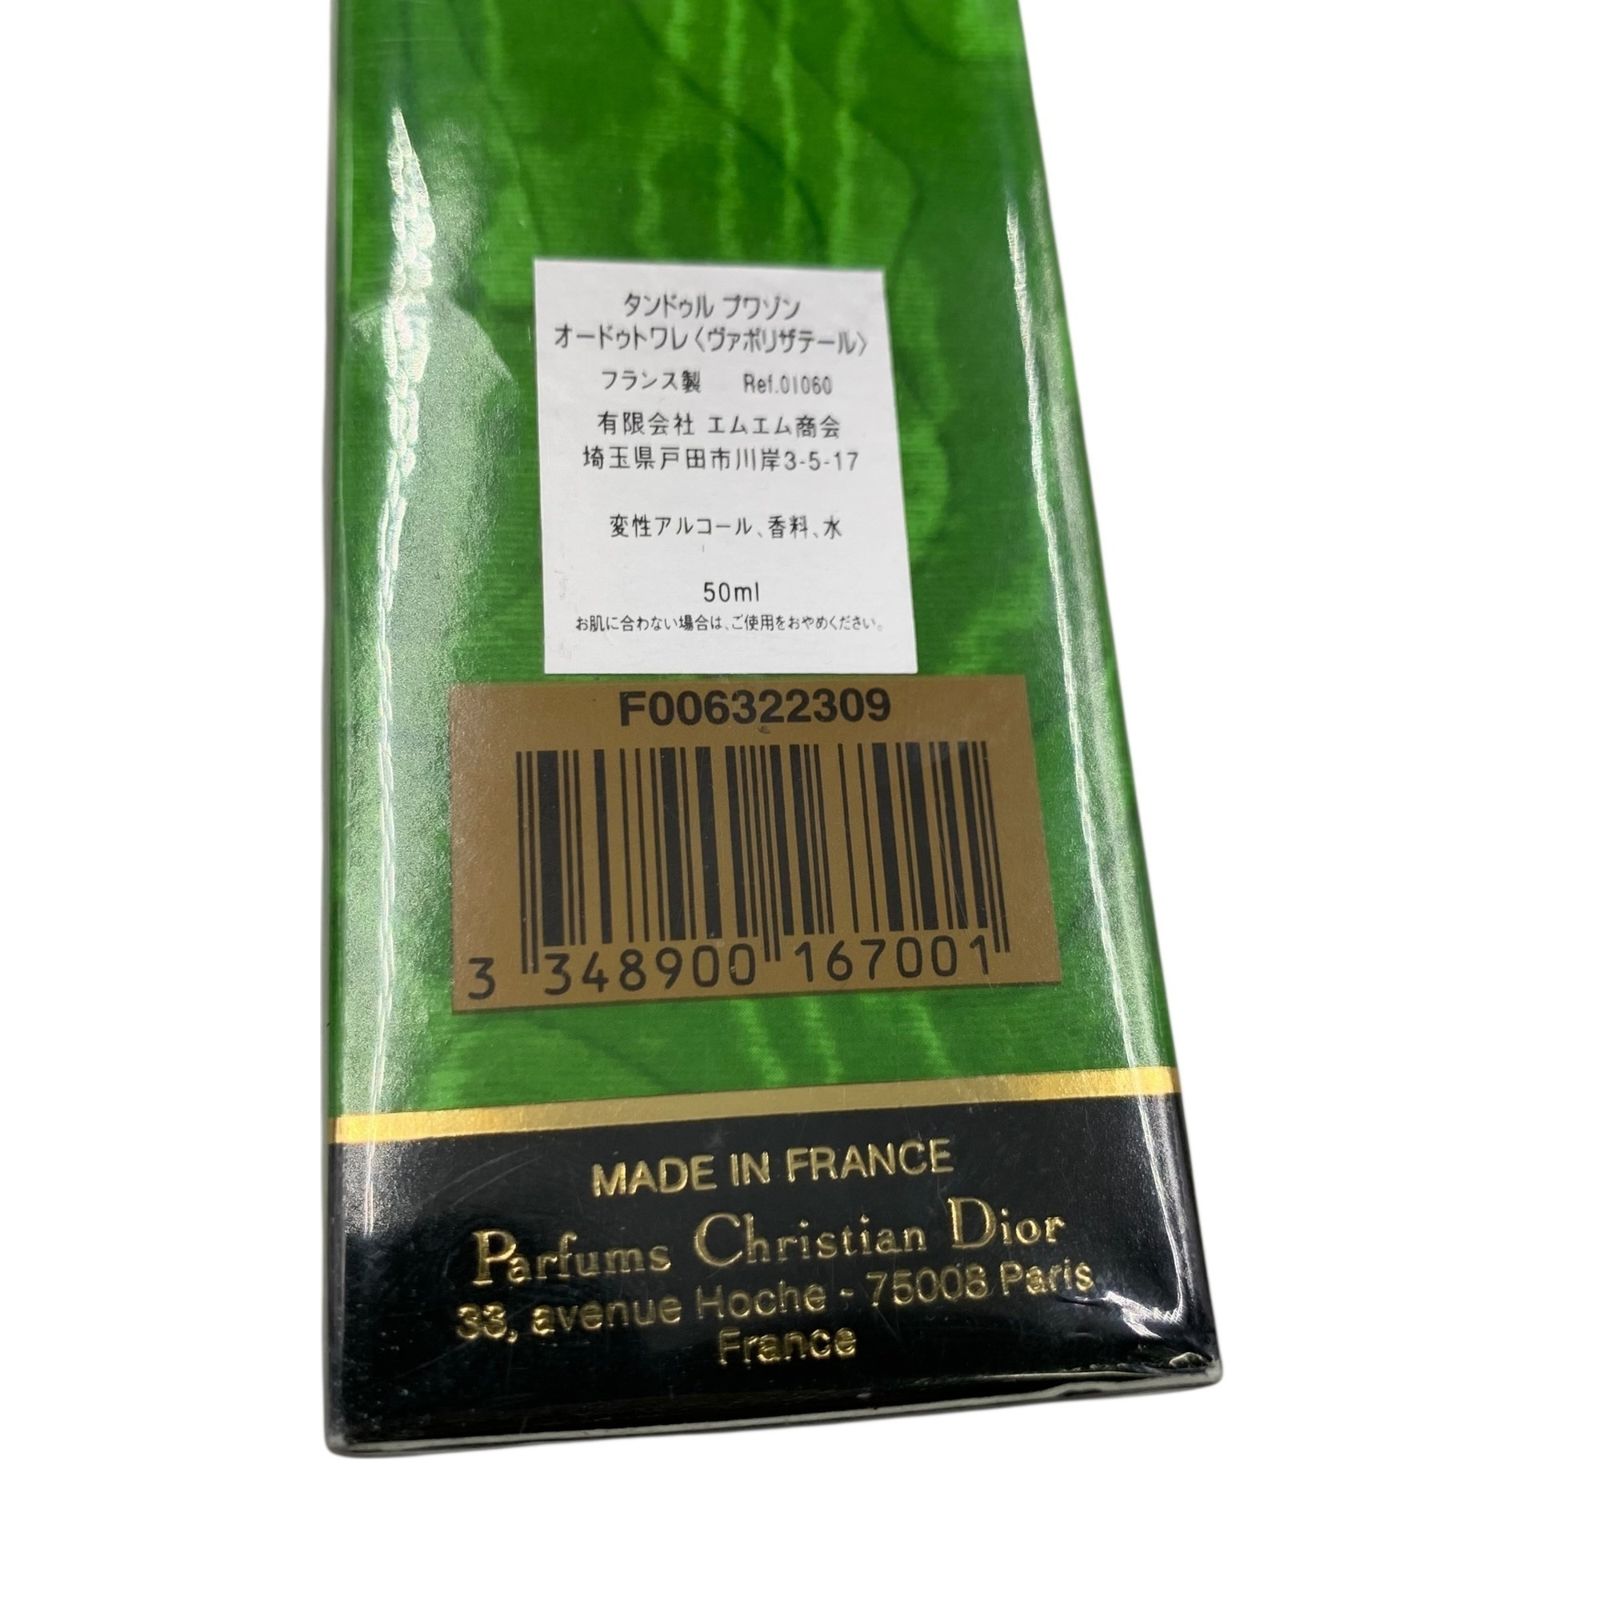 タンドゥル プワゾン
オードゥトワレ〈ヴァポリザテール〉
フランス製 Ref.01060
有限会社 エムエム商会
埼玉県戸田市川岸3-5-17
変性アルコール、香料、水
50ml
お肌に合わない場合は、ご使用をおやめください。
F006322309
3 348900 167001
MADE IN FRANCE
Parfums Christian Dior
33, avenue Hoche - 75008 Paris
France